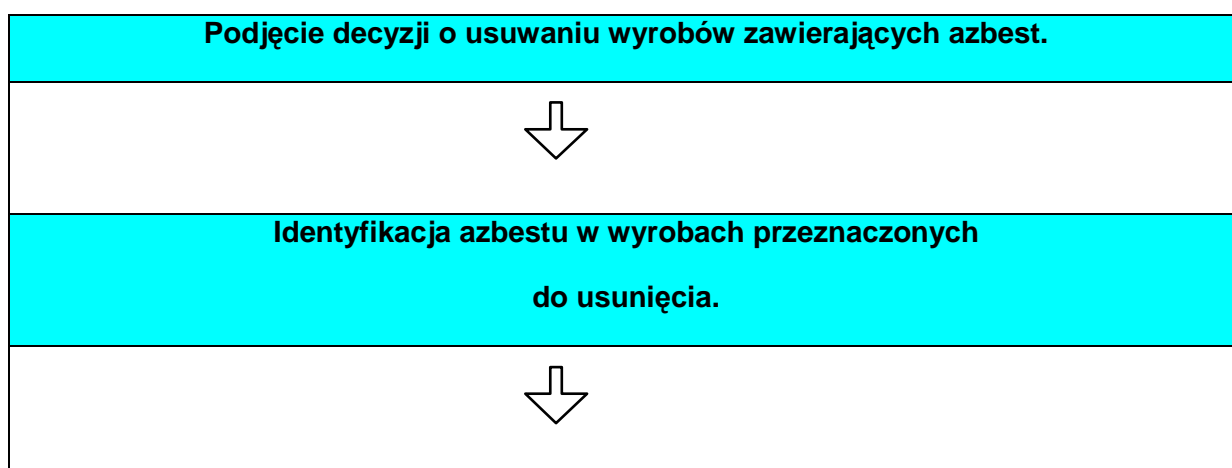 Podjęcie decyzji o usuwaniu wyrobów zawierających azbest.
Identyfikacja azbestu w wyrobach przeznaczonych
do usunięcia.